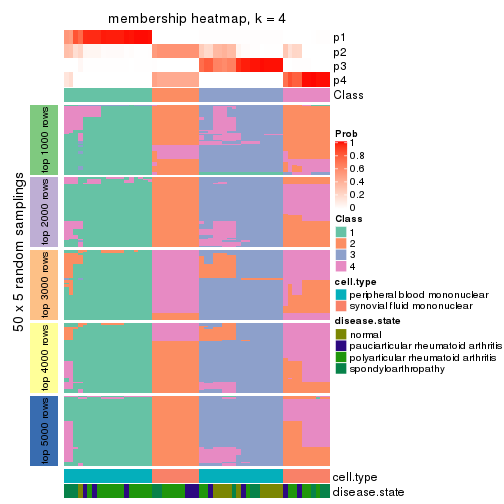 membership heatmap, k = 4
p1
p2
p3
p4
Class
50 x 5 random samplings
top 1000 rows
top 2000 rows
top 3000 rows
top 4000 rows
top 5000 rows
Prob
1
0.8
0.6
0.4
0.2
0
Class
1
2
3
4
cell.type
peripheral blood mononuclear
synovial fluid mononuclear
disease.state
normal
pauciarticular rheumatoid arthritis
polyarticular rheumatoid arthritis
spondyloarthropathy
cell.type
disease.state